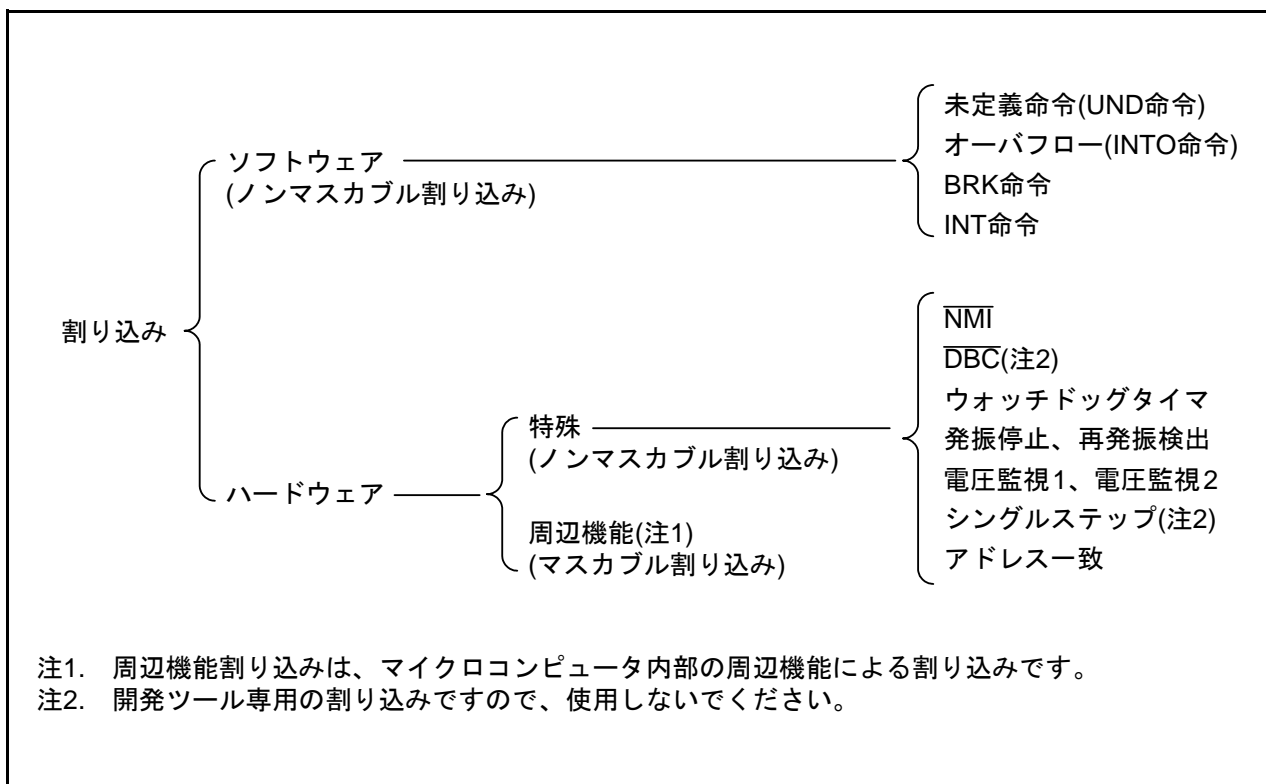 未定義命令(UND命令)
オーバフロー(INTO命令)
BRK命令
INT命令
ソフトウェア
(ノンマスカブル割り込み)
割り込み
NMI
DBC(注2)
ウォッチドッグタイマ
発振停止、再発振検出
電圧監視1、電圧監視2
シングルステップ(注2)
アドレス一致
特殊
(ノンマスカブル割り込み)
ハードウェア
周辺機能(注1)
(マスカブル割り込み)
注1. 周辺機能割り込みは、マイクロコンピュータ内部の周辺機能による割り込みです。
注2. 開発ツール専用の割り込みですので、使用しないでください。